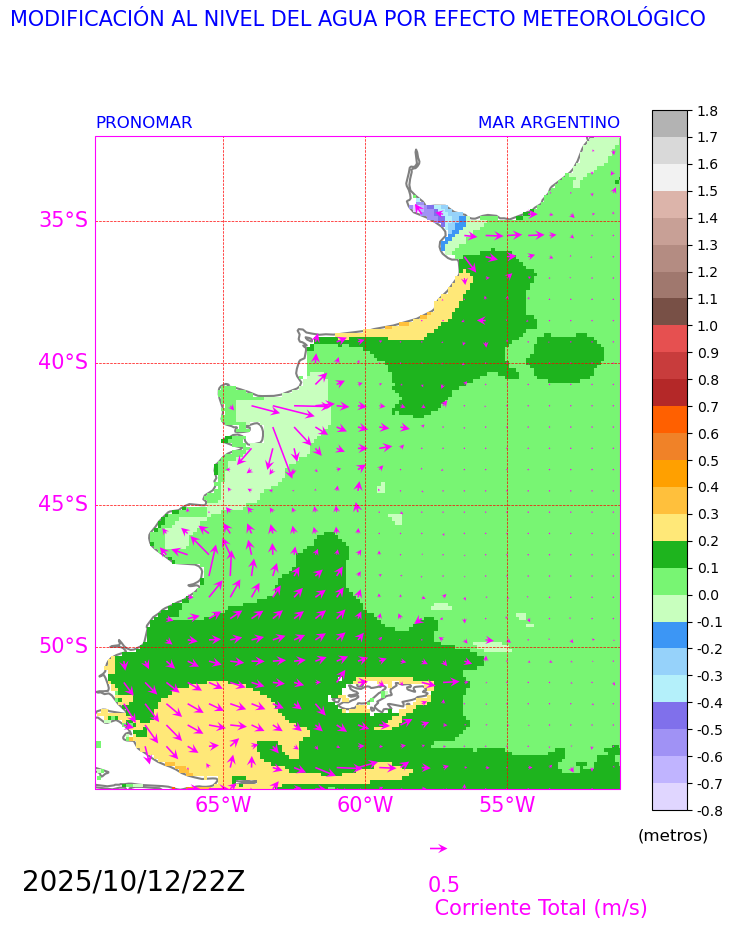 MODIFICACIÓN AL NIVEL DEL AGUA POR EFECTO METEOROLÓGICO
PRONOMAR MAR ARGENTINO
35°S
40°S
45°S
50°S
65°W 60°W 55°W
1.8
1.7
1.6
1.5
1.4
1.3
1.2
1.1
1.0
0.9
0.8
0.7
0.6
0.5
0.4
0.3
0.2
0.1
0.0
-0.1
-0.2
-0.3
-0.4
-0.5
-0.6
-0.7
-0.8
(metros)
2025/10/12/22Z
0.5
Corriente Total (m/s)